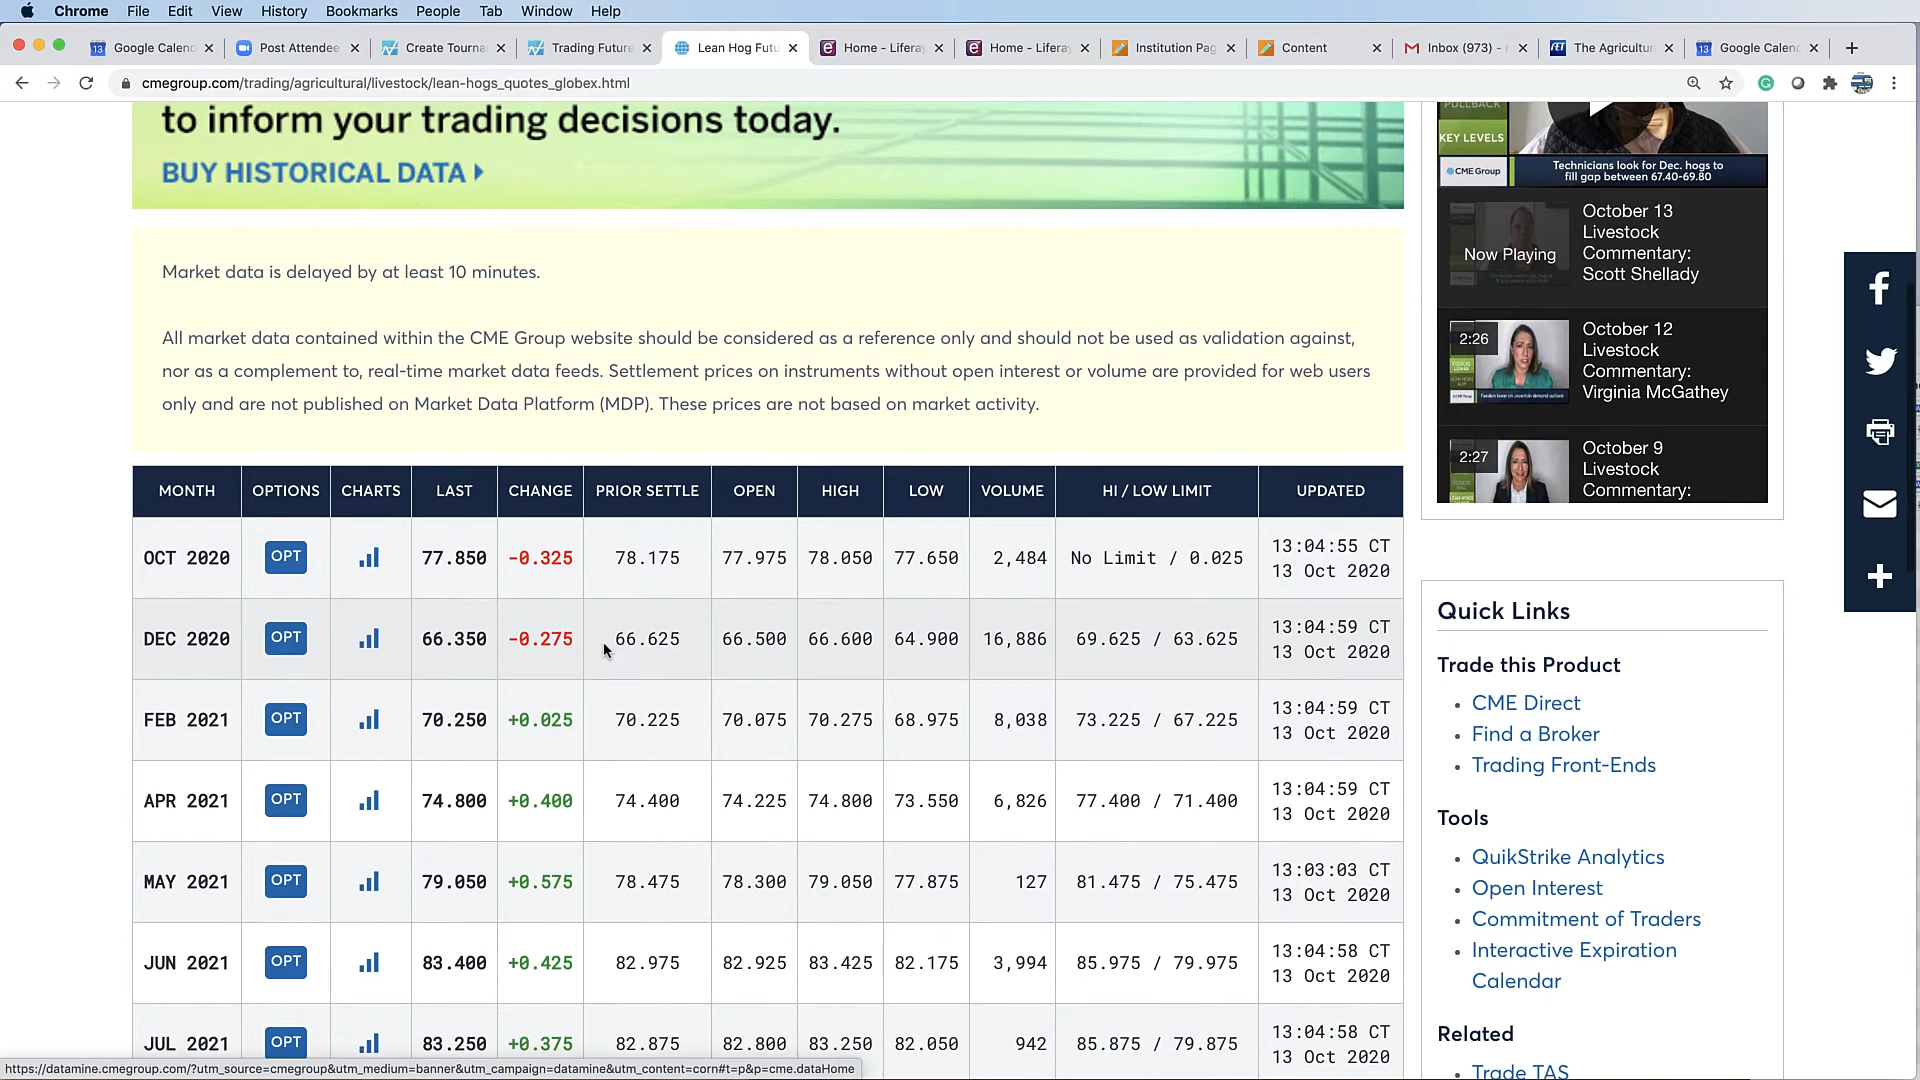 Chrome File Edit View History Bookmarks People Tab Window Help
Google Calen Post Attendee Create Tourna Trading Future Lean Hog Futu Home - Liferay Home - Liferay Institution Pag Content Inbox (973) - The Agricultur Google Calen
cmegroup.com/trading/agricultural/livestock/lean-hogs_quotes_globex.html
to inform your trading decisions today.
BUY HISTORICAL DATA
Market data is delayed by at least 10 minutes.
All market data contained within the CME Group website should be considered as a reference only and should not be used as validation against,
nor as a complement to, real-time market data feeds. Settlement prices on instruments without open interest or volume are provided for web users
only and are not published on Market Data Platform (MDP). These prices are not based on market activity.
MONTH OPTIONS CHARTS LAST CHANGE PRIOR SETTLE OPEN HIGH LOW VOLUME HI / LOW LIMIT UPDATED
OCT 2020 OPT 77.850 -0.325 78.175 77.975 78.050 77.650 2,484 No Limit / 0.025 13:04:55 CT
13 Oct 2020
DEC 2020 OPT 66.350 -0.275 66.625 66.500 66.600 64.900 16,886 69.625 / 63.625 13:04:59 CT
13 Oct 2020
FEB 2021 OPT 70.250 +0.025 70.225 70.075 70.275 68.975 8,038 73.225 / 67.225 13:04:59 CT
13 Oct 2020
APR 2021 OPT 74.800 +0.400 74.400 74.225 74.800 73.550 6,826 77.400 / 71.400 13:04:59 CT
13 Oct 2020
MAY 2021 OPT 79.050 +0.575 78.475 78.300 79.050 77.875 127 81.475 / 75.475 13:03:03 CT
13 Oct 2020
JUN 2021 OPT 83.400 +0.425 82.975 82.925 83.425 82.175 3,994 85.975 / 79.975 13:04:58 CT
13 Oct 2020
JUL 2021 OPT 83.250 +0.375 82.875 82.800 83.250 82.050 942 85.875 / 79.875 13:04:58 CT
13 Oct 2020
PULLBACK
KEY LEVELS
CME Group
Technicians look for Dec. hogs to
fill gap between 67.40-69.80
Now Playing
October 13
Livestock
Commentary:
Scott Shellady
2:26
October 12
Livestock
Commentary:
Virginia McGathey
2:27
October 9
Livestock
Commentary:
Quick Links
Trade this Product
CME Direct
Find a Broker
Trading Front-Ends
Tools
QuikStrike Analytics
Open Interest
Commitment of Traders
Interactive Expiration
Calendar
Related
Trade TAS
https://datamine.cmegroup.com/?utm_source=cmegroup&utm_medium=banner&utm_campaign=datamine&utm_content=corn#t=p&p=cme.dataHome